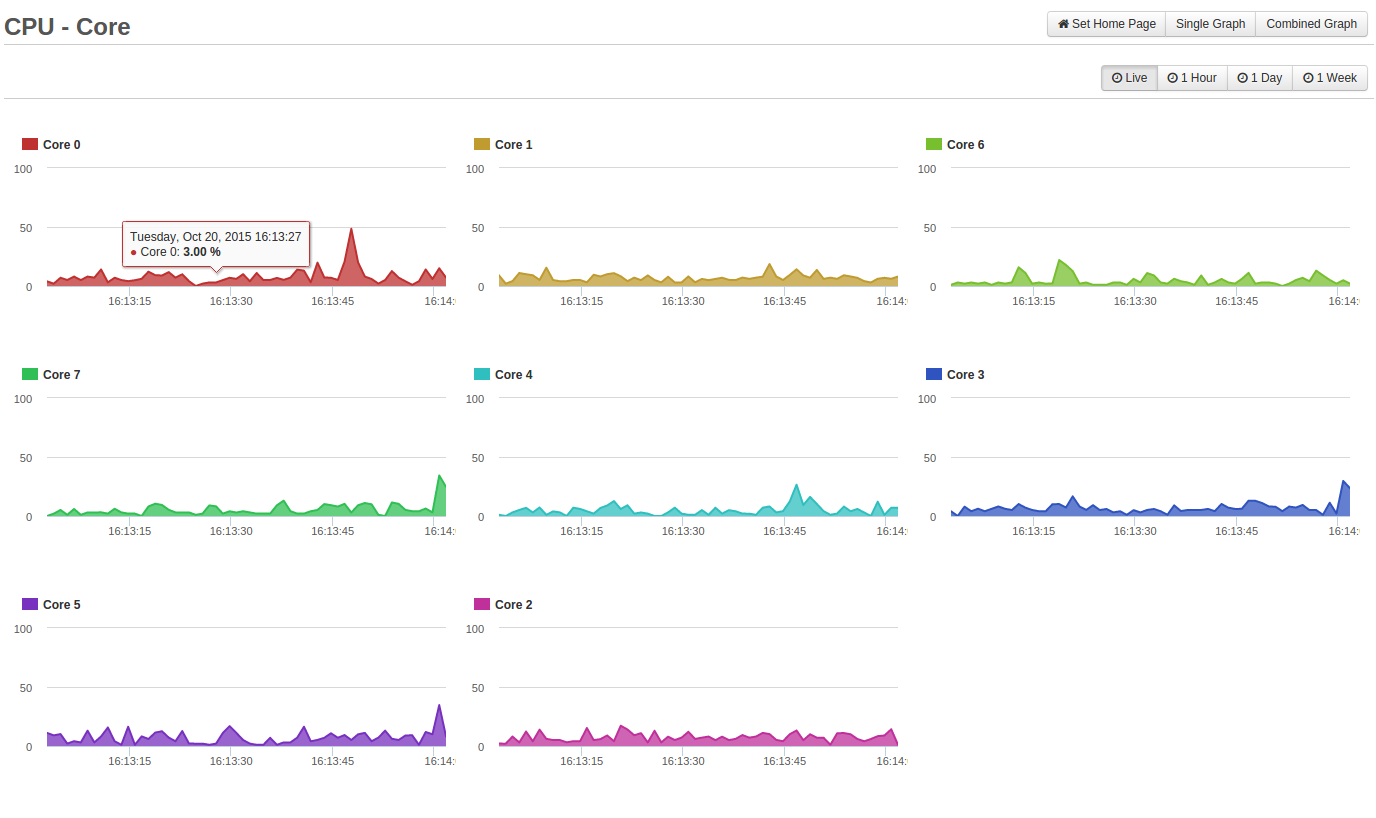 CPU - Core
Set Home Page Single Graph Combined Graph
Live 1 Hour 1 Day 1 Week
Core 0
100
50
0
Tuesday, Oct 20, 2015 16:13:27
● Core 0: 3.00 %
16:13:15 16:13:30 16:13:45 16:14:
Core 1
100
50
0
16:13:15 16:13:30 16:13:45 16:14:
Core 6
100
50
0
16:13:15 16:13:30 16:13:45 16:14:
Core 7
100
50
0
16:13:15 16:13:30 16:13:45 16:14:
Core 4
100
50
0
16:13:15 16:13:30 16:13:45 16:14:
Core 3
100
50
0
16:13:15 16:13:30 16:13:45 16:14:
Core 5
100
50
0
16:13:15 16:13:30 16:13:45 16:14:
Core 2
100
50
0
16:13:15 16:13:30 16:13:45 16:14: